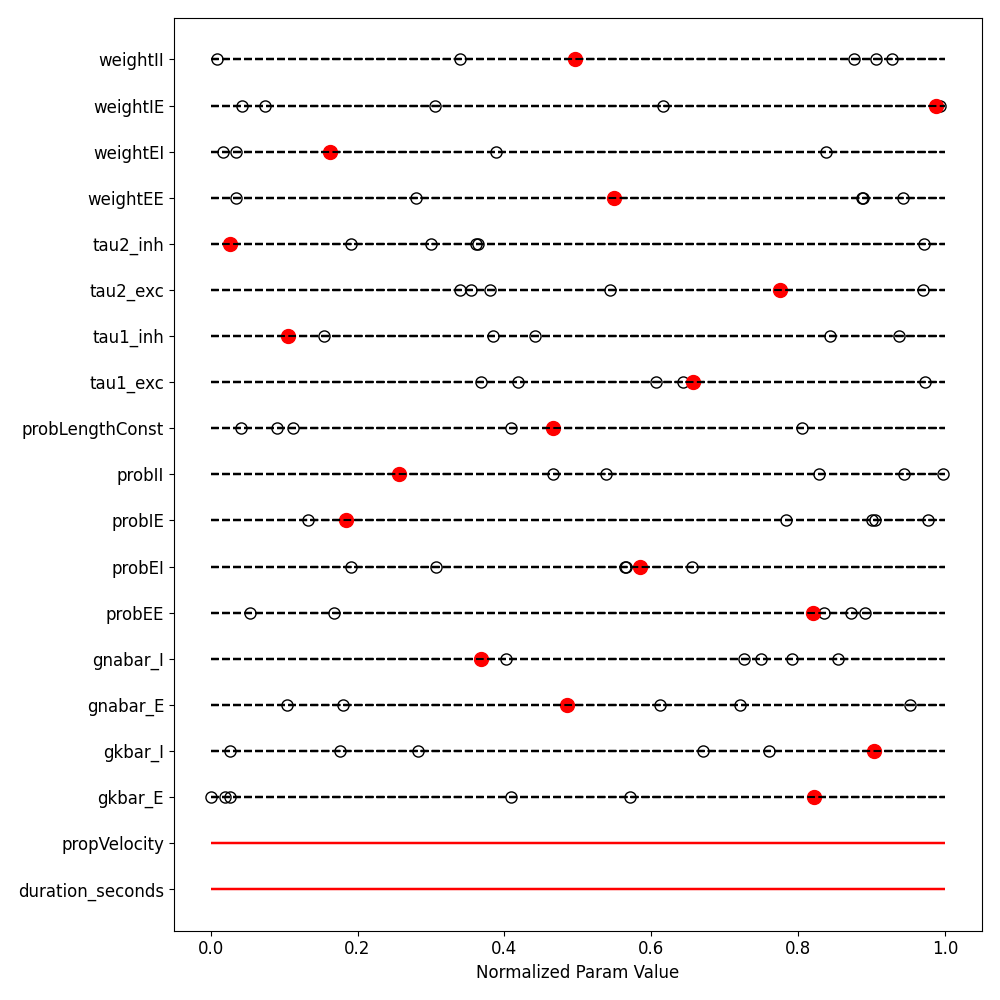 weightII
weightIE
weightEI
weightEE
tau2_inh
tau2_exc
tau1_inh
tau1_exc
probLengthConst
probII
probIE
probEI
probEE
gnabar_I
gnabar_E
gkbar_I
gkbar_E
propVelocity
duration_seconds
0.0 0.2 0.4 0.6 0.8 1.0
Normalized Param Value